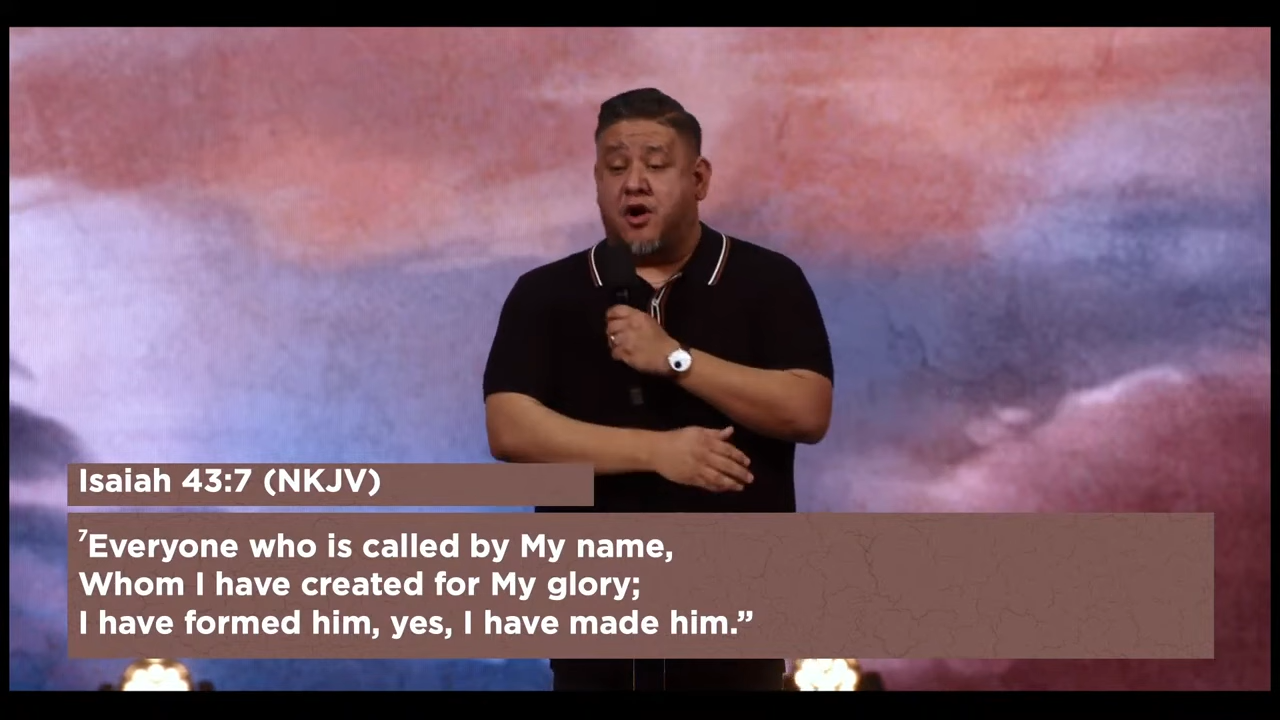 Isaiah 43:7 (NKJV)
⁷Everyone who is called by My name,
Whom I have created for My glory;
I have formed him, yes, I have made him.”